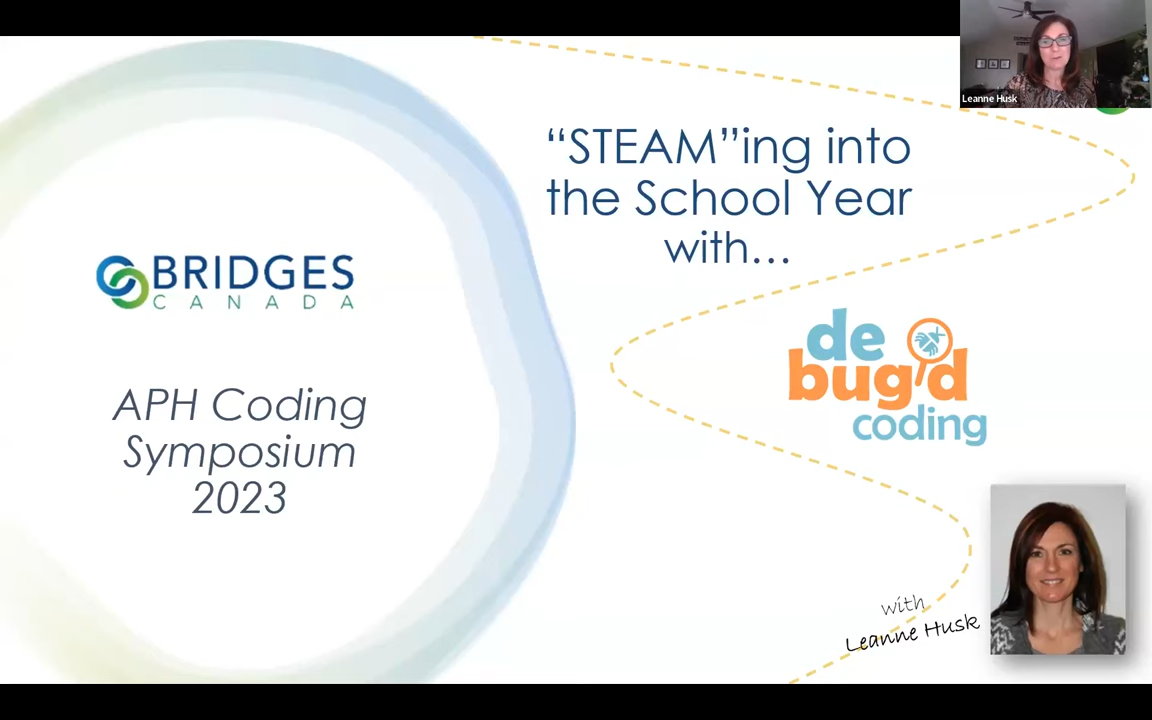 Leanne Husk
“STEAM”ing into
the School Year
with…
BRIDGES
CANADA
de
bug'd
coding
APH Coding
Symposium
2023
with
Leanne Husk